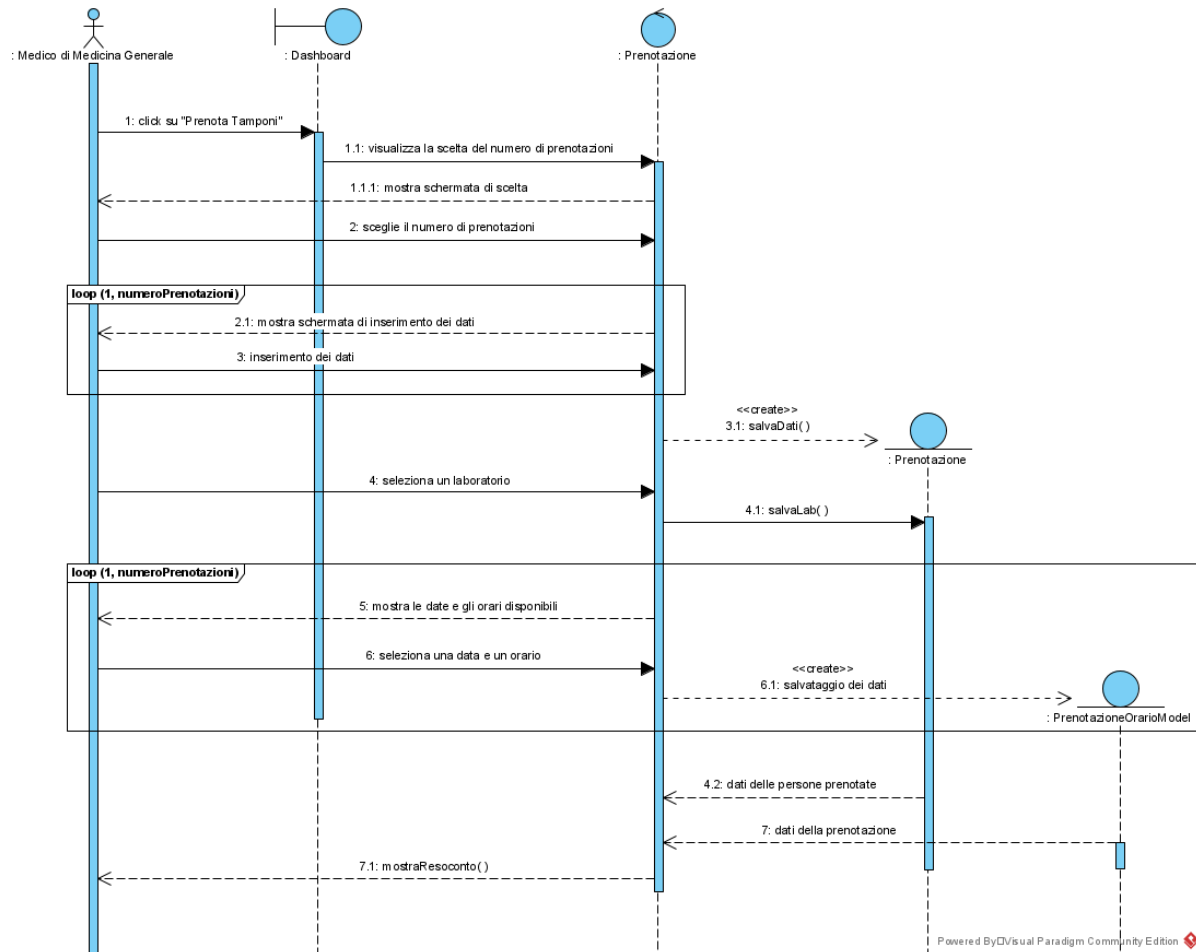 : Medico di Medicina Generale
: Dashboard
: Prenotazione
1: click su "Prenota Tamponi"
1.1: visualizza la scelta del numero di prenotazioni
1.1.1: mostra schermata di scelta
2: sceglie il numero di prenotazioni
loop (1, numeroPrenotazioni)
2.1: mostra schermata di inserimento dei dati
3: inserimento dei dati
<<create>>
3.1: salvaDati( )
: Prenotazione
4: seleziona un laboratorio
4.1: salvaLab( )
loop (1, numeroPrenotazioni)
5: mostra le date e gli orari disponibili
6: seleziona una data e un orario
<<create>>
6.1: salvataggio dei dati
: PrenotazioneOrarioModel
4.2: dati delle persone prenotate
7: dati della prenotazione
7.1: mostraResoconto( )
Powered By Visual Paradigm Community Edition